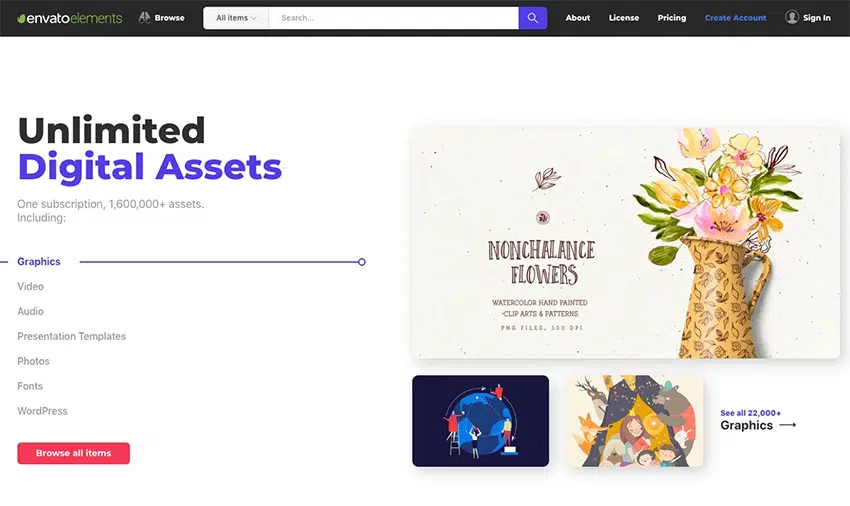 envatoelements
Browse
All items
Search...
About
License
Pricing
Create Account
Sign In
Unlimited
Digital Assets
One subscription, 1,600,000+ assets.
Including:
Graphics
Video
Audio
Presentation Templates
Photos
Fonts
WordPress
Browse all items
NONCHALANCE
FLOWERS
WATERCOLOR HAND PAINTED
CLIP ARTS & PATTERNS
PNG FILES, 300 DPI
See all 22,000+
Graphics